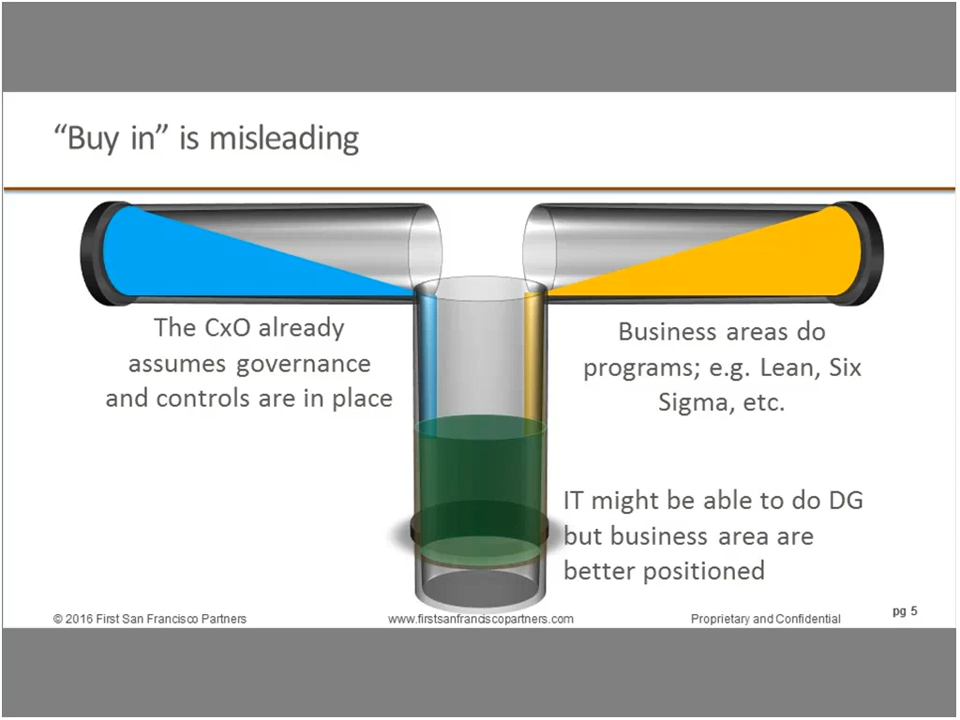 “Buy in” is misleading
The CxO already
assumes governance
and controls are in place
Business areas do
programs; e.g. Lean, Six
Sigma, etc.
IT might be able to do DG
but business area are
better positioned
© 2016 First San Francisco Partners
www.firstsanfranciscopartners.com
Proprietary and Confidential
pg 5